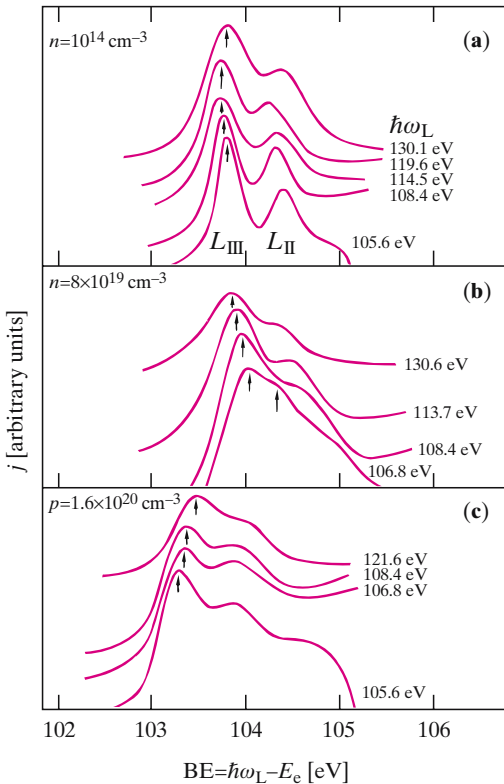 n=10¹⁴ cm⁻³
(a)
ħω_L
130.1 eV
119.6 eV
114.5 eV
108.4 eV
105.6 eV
L_III
L_II
n=8×10¹⁹ cm⁻³
(b)
130.6 eV
113.7 eV
108.4 eV
106.8 eV
j [arbitrary units]
p=1.6×10²⁰ cm⁻³
(c)
121.6 eV
108.4 eV
106.8 eV
105.6 eV
102 103 104 105 106
BE=ħω_L–E_e [eV]